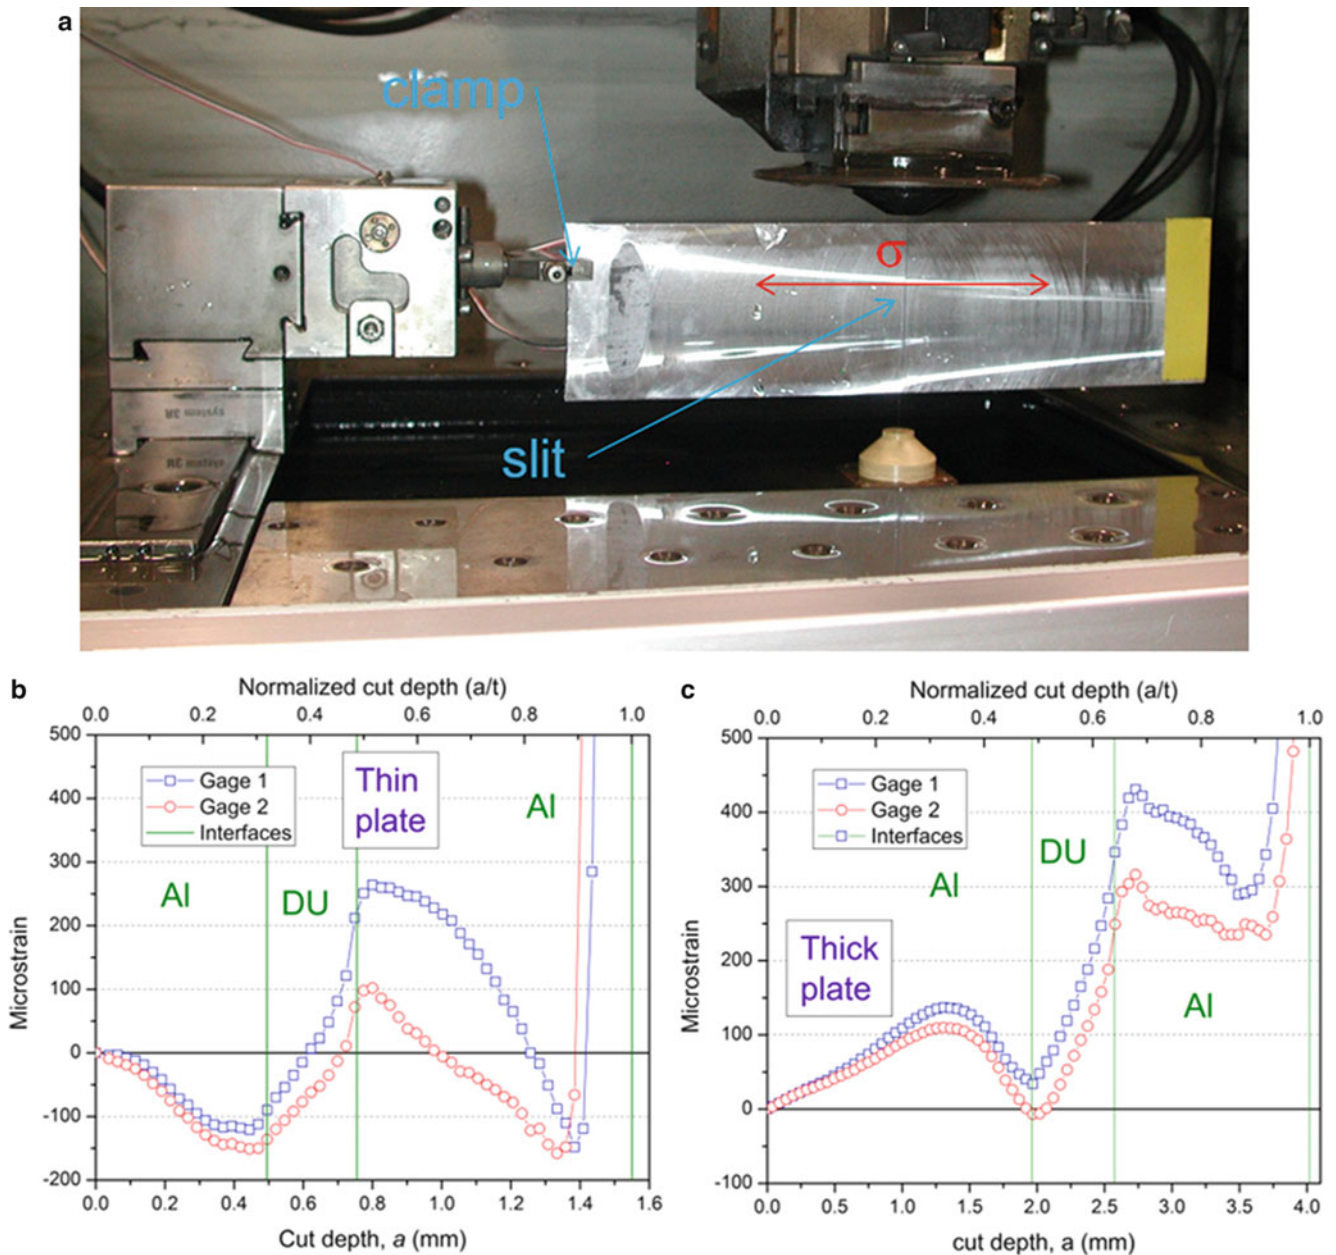 a
clamp
σ
slit
system 3R
system 3R
b
Normalized cut depth (a/t)
0.0 0.2 0.4 0.6 0.8 1.0
500
400
300
200
100
0
-100
-200
Microstrain
Gage 1
Gage 2
Interfaces
Thin
plate
Al
DU
Al
0.0 0.2 0.4 0.6 0.8 1.0 1.2 1.4 1.6
Cut depth, a (mm)
c
Normalized cut depth (a/t)
0.0 0.2 0.4 0.6 0.8 1.0
500
400
300
200
100
0
-100
Microstrain
Gage 1
Gage 2
Interfaces
Al
DU
Thick
plate
Al
0.0 0.5 1.0 1.5 2.0 2.5 3.0 3.5 4.0
cut depth, a (mm)